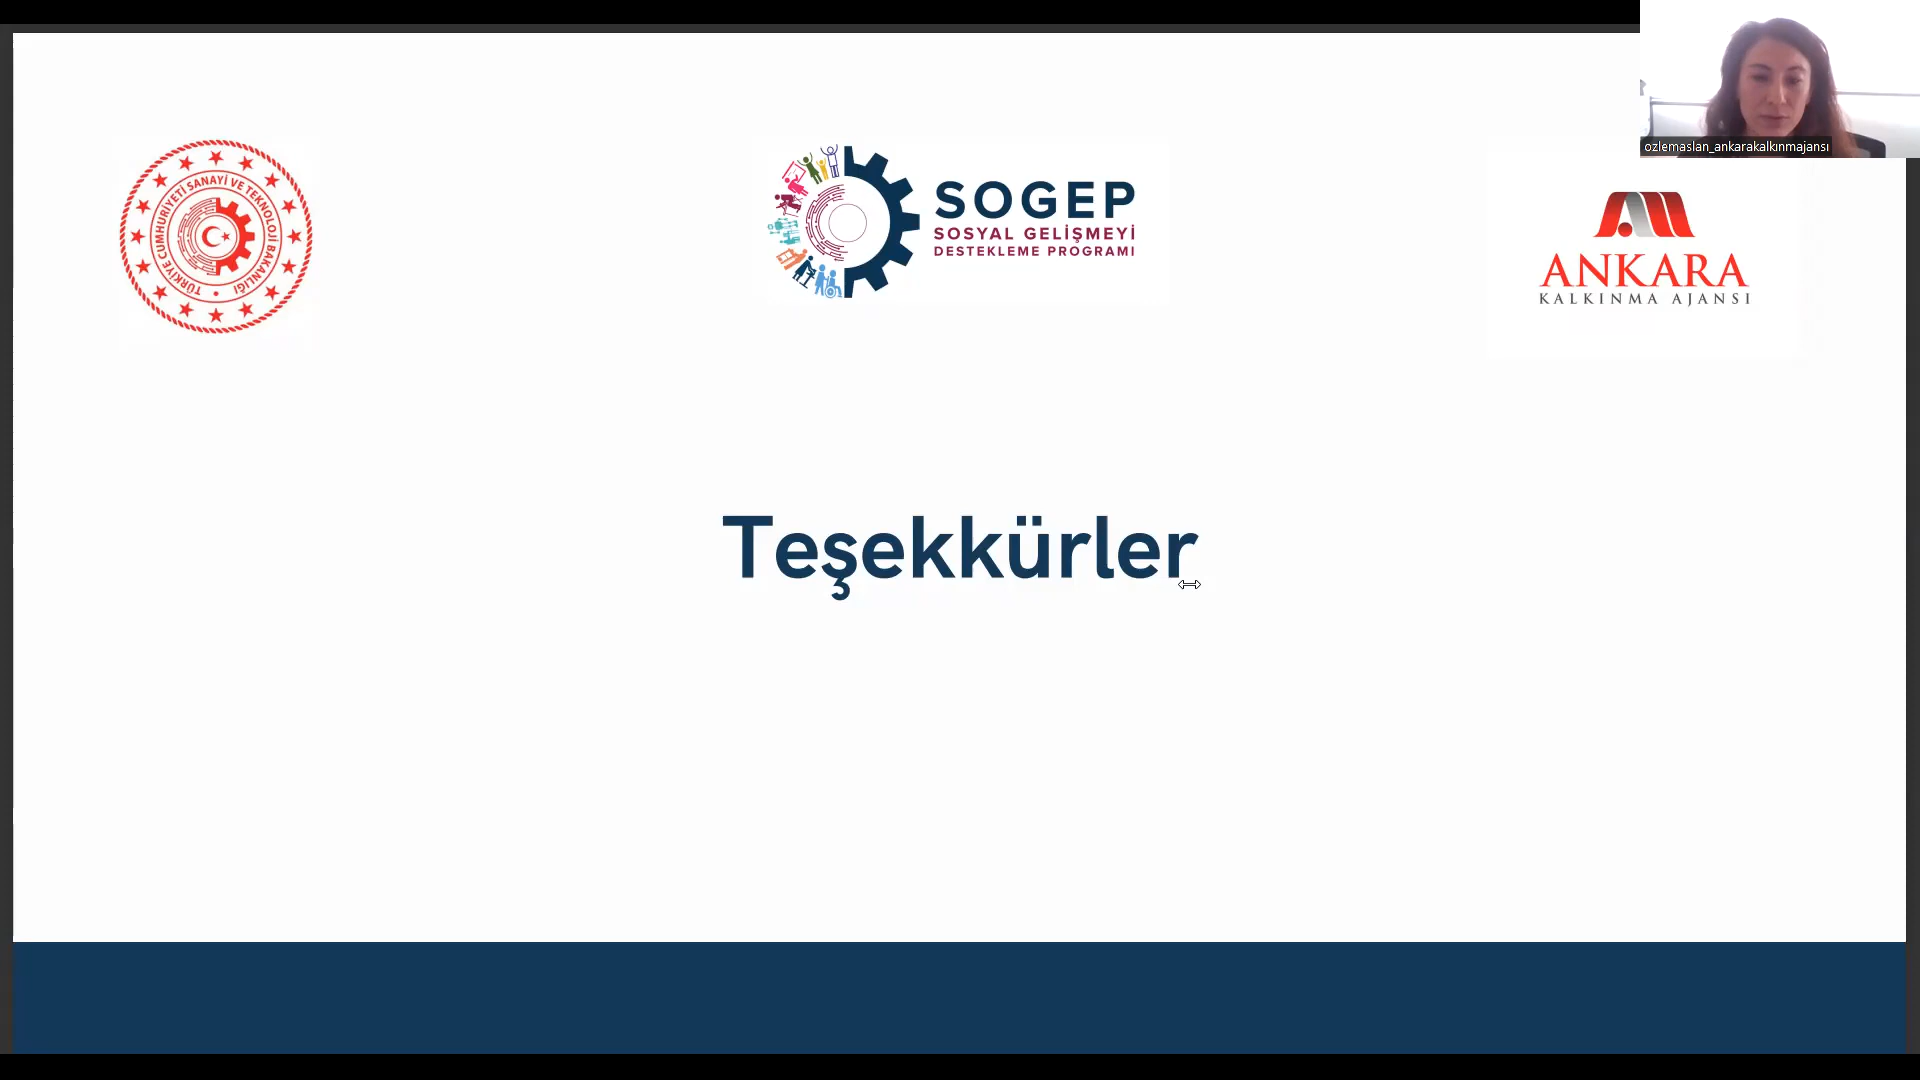 ozlemaslan_ankarakalkınmajansı
TÜRKİYE CUMHURİYETİ SANAYİ VE TEKNOLOJİ BAKANLIĞI
SOGEP
SOSYAL GELİŞMEYİ
DESTEKLEME PROGRAMI
ANKARA
KALKINMA AJANSI
Teşekkürler